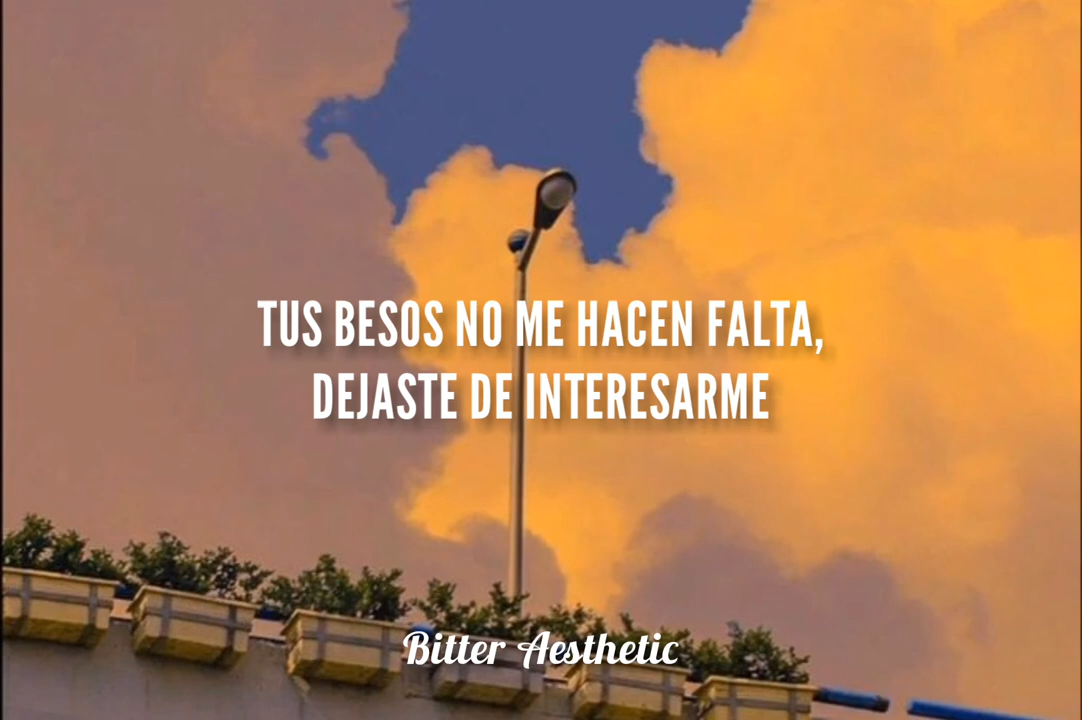 TUS BESOS NO ME HACEN FALTA,
DEJASTE DE INTERESARME
Bitter Aesthetic